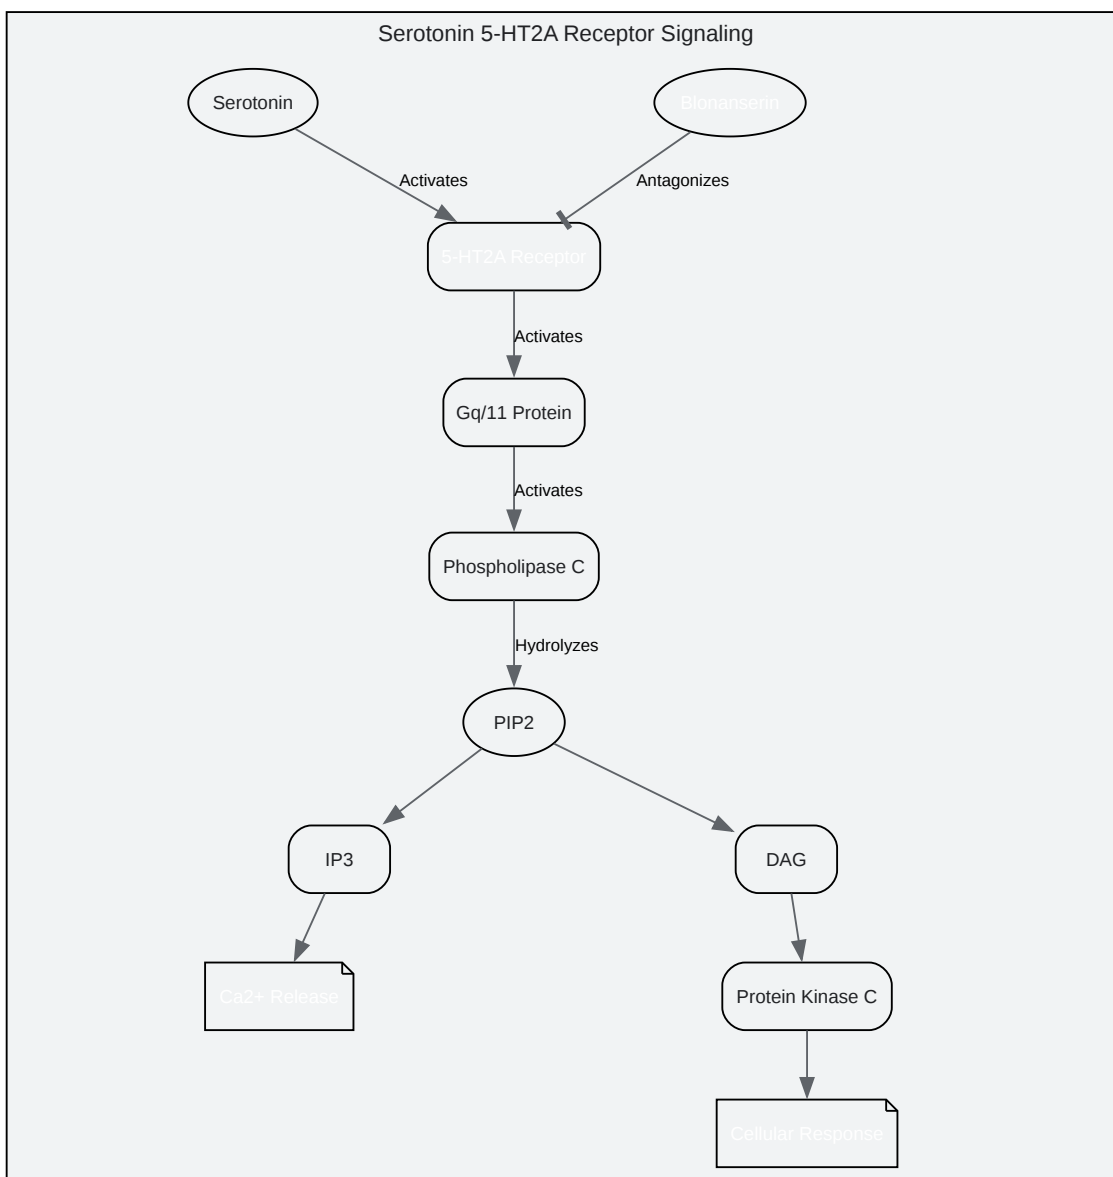 Serotonin 5-HT2A Receptor Signaling
Serotonin
Blonanserin
Activates
Antagonizes
5-HT2A Receptor
Activates
Gq/11 Protein
Activates
Phospholipase C
Hydrolyzes
PIP2
IP3
DAG
Ca2+ Release
Protein Kinase C
Cellular Response